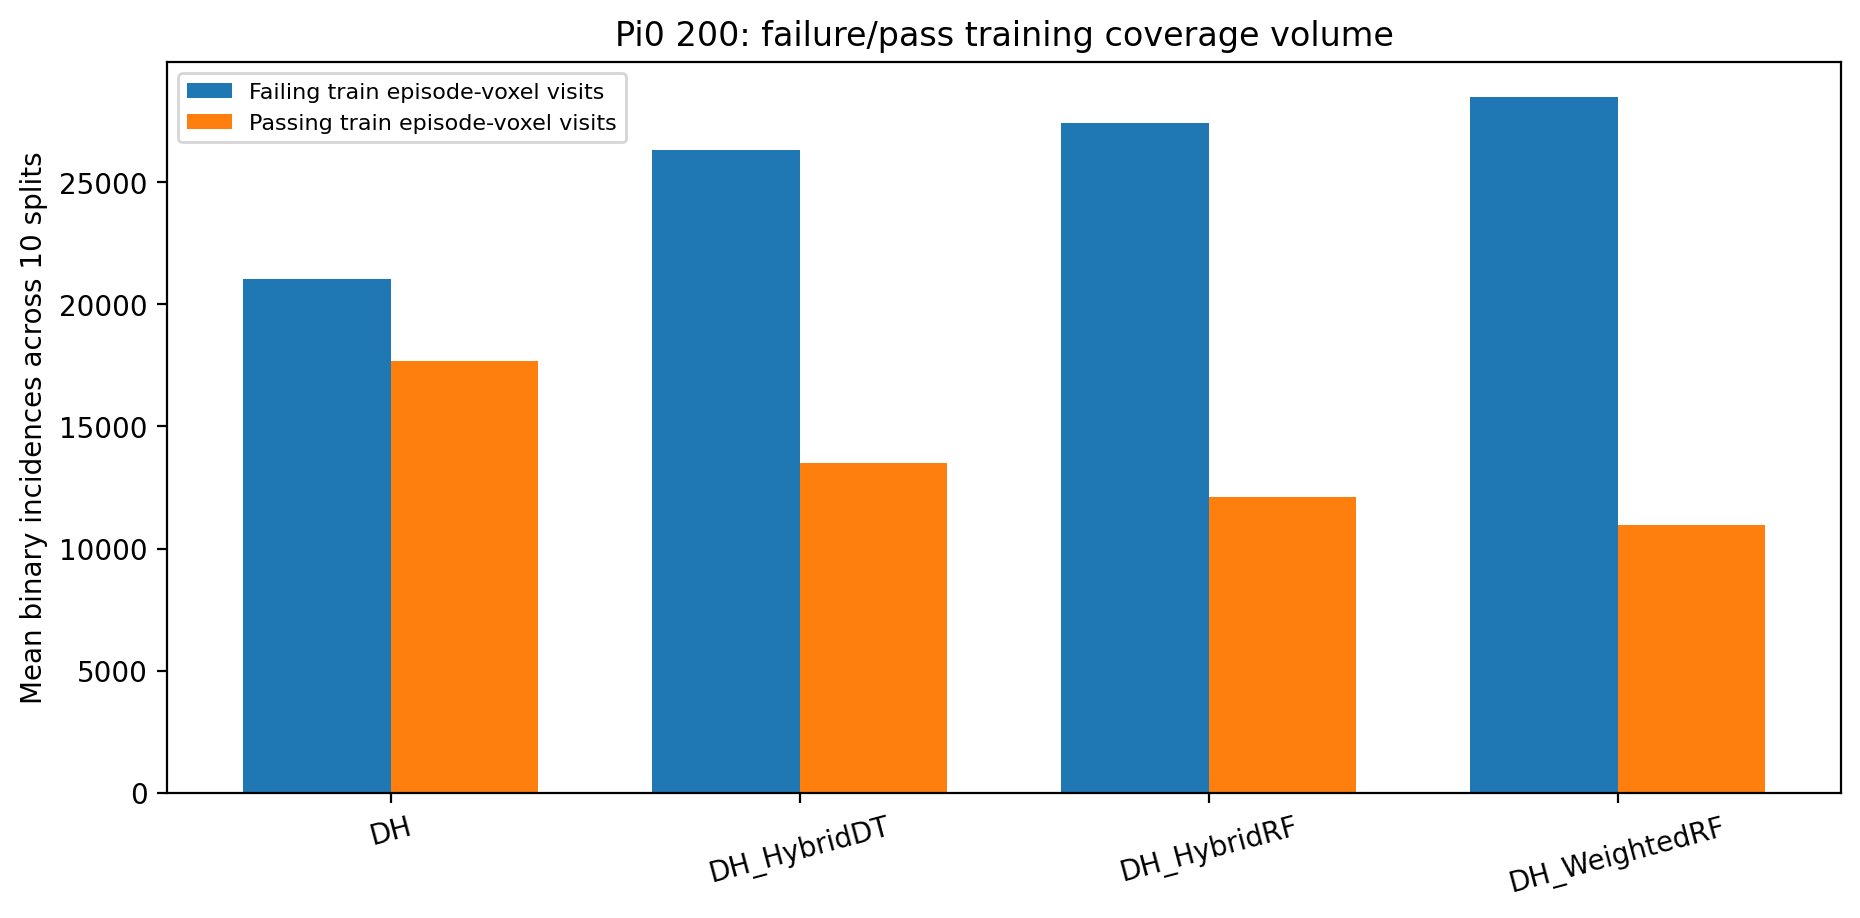 Pi0 200: failure/pass training coverage volume
Failing train episode-voxel visits
Passing train episode-voxel visits
Mean binary incidences across 10 splits
25000
20000
15000
10000
5000
0
DH
DH_HybridDT
DH_HybridRF
DH_WeightedRF